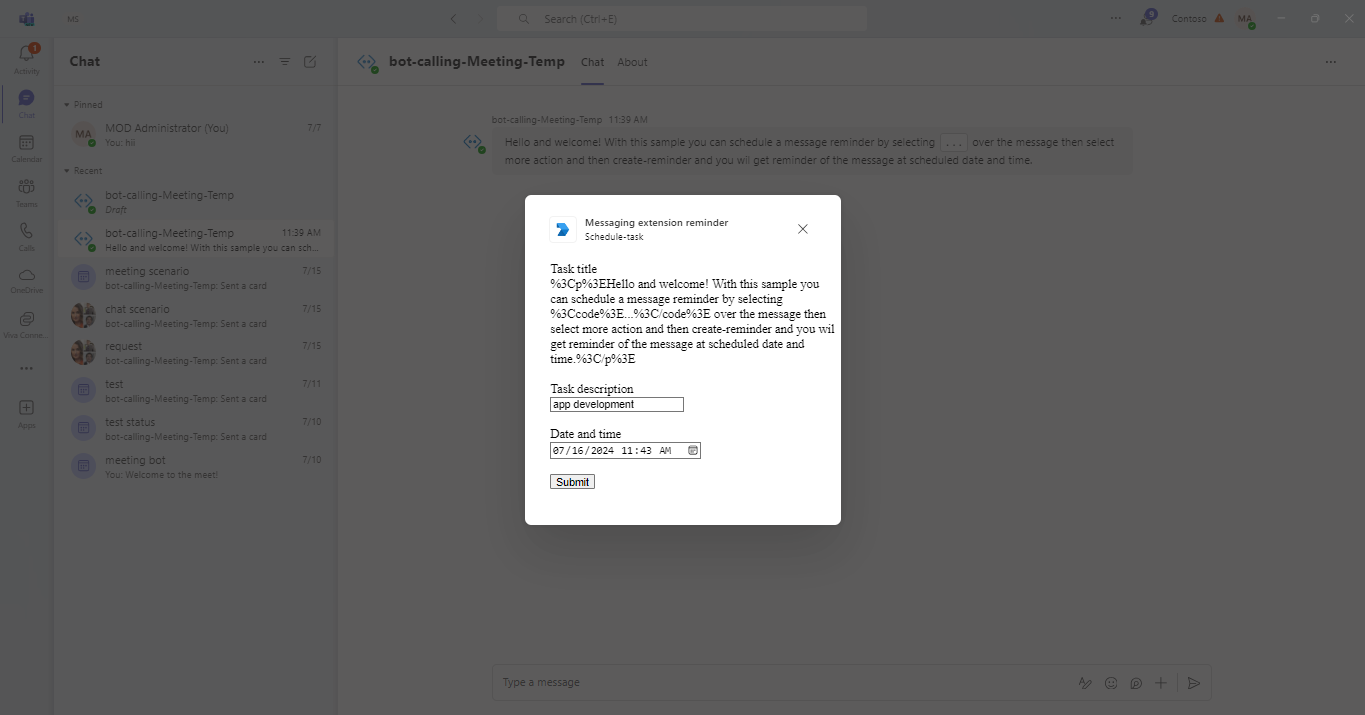 MS
Search (Ctrl+E)
9
Contoso
MA
1
Activity
Chat
Calendar
Teams
Calls
OneDrive
Viva Conne...
Apps
Chat
Pinned
MA
MOD Administrator (You)
7/7
You: hii
Recent
bot-calling-Meeting-Temp
Draft
bot-calling-Meeting-Temp
11:39 AM
Hello and welcome! With this sample you can sch...
meeting scenario
7/15
bot-calling-Meeting-Temp: Sent a card
chat scenario
7/15
bot-calling-Meeting-Temp: Sent a card
request
7/15
bot-calling-Meeting-Temp: Sent a card
test
7/11
bot-calling-Meeting-Temp: Sent a card
test status
7/10
bot-calling-Meeting-Temp: Sent a card
meeting bot
7/10
You: Welcome to the meet!
bot-calling-Meeting-Temp
Chat
About
bot-calling-Meeting-Temp 11:39 AM
Hello and welcome! With this sample you can schedule a message reminder by selecting ... over the message then select
more action and then create-reminder and you wil get reminder of the message at scheduled date and time.
Messaging extension reminder
Schedule-task
Task title
%3Cp%3EHello and welcome! With this sample you
can schedule a message reminder by selecting
%3Ccode%3E...%3C/code%3E over the message then
select more action and then create-reminder and you wil
get reminder of the message at scheduled date and
time.%3C/p%3E
Task description
app development
Date and time
07/16/2024 11:43 AM
Submit
Type a message